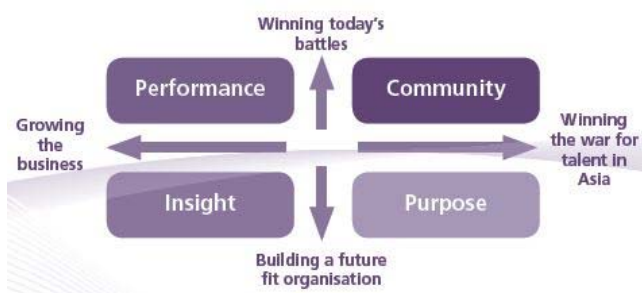 Winning today's
battles
Performance
Community
Growing
the
business
Winning
the war for
talent in
Asia
Insight
Purpose
Building a future
fit organisation